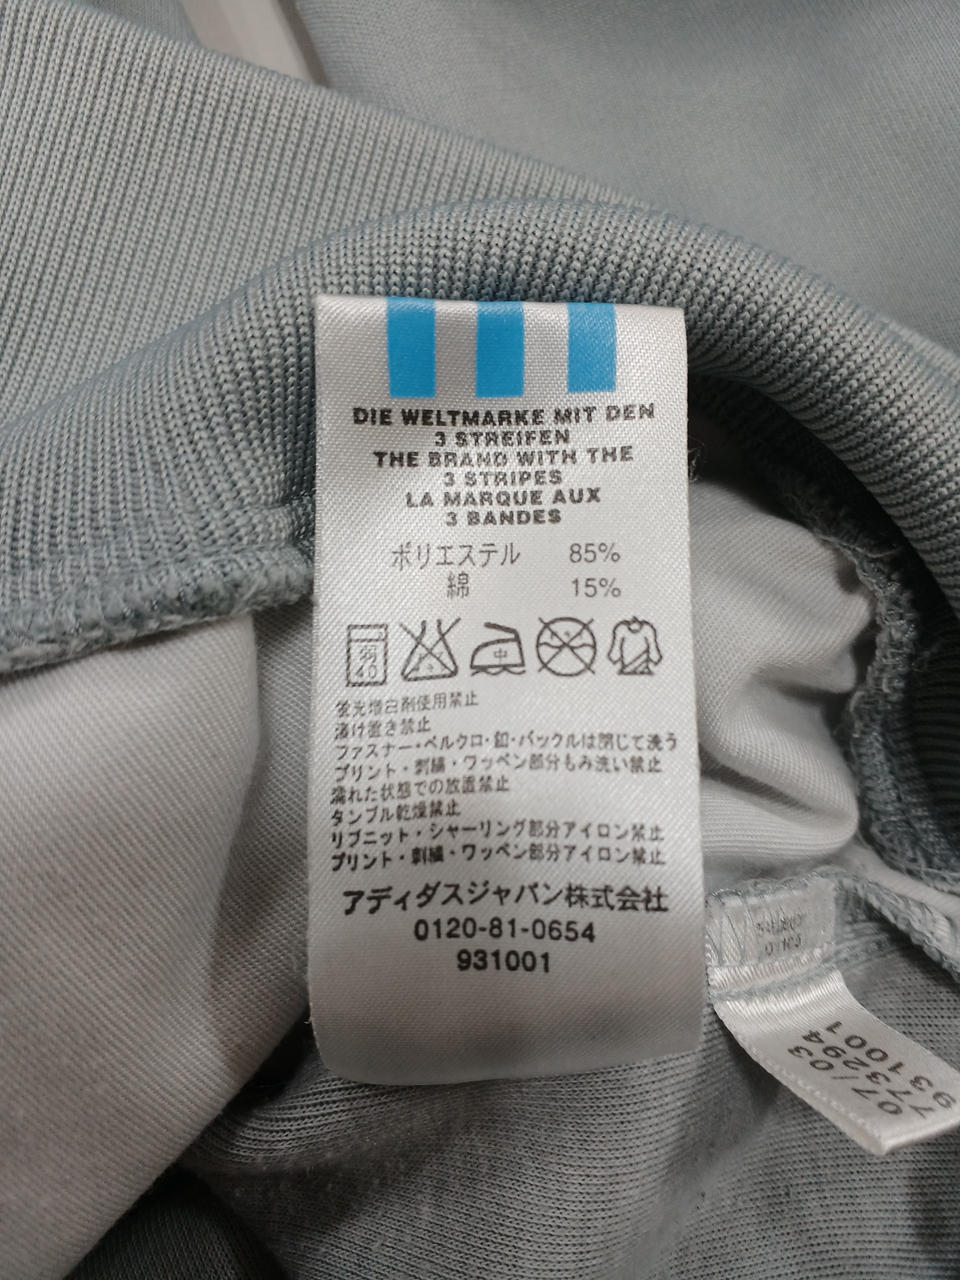 DIE WELTMARKE MIT DEN
3 STREIFEN
THE BRAND WITH THE
3 STRIPES
LA MARQUE AUX
3 BANDES
ポリエステル 85%
綿 15%
弱
40
中
蛍光増白剤使用禁止
漬け置き禁止
ファスナー・ベルクロ・釦・バックルは閉じて洗う
プリント・刺繍・ワッペン部分もみ洗い禁止
濡れた状態での放置禁止
タンブル乾燥禁止
リブニット・シャーリング部分アイロン禁止
プリント・刺繍・ワッペン部分アイロン禁止
アディダスジャパン株式会社
0120-81-0654
931001
07/03
773294
931001